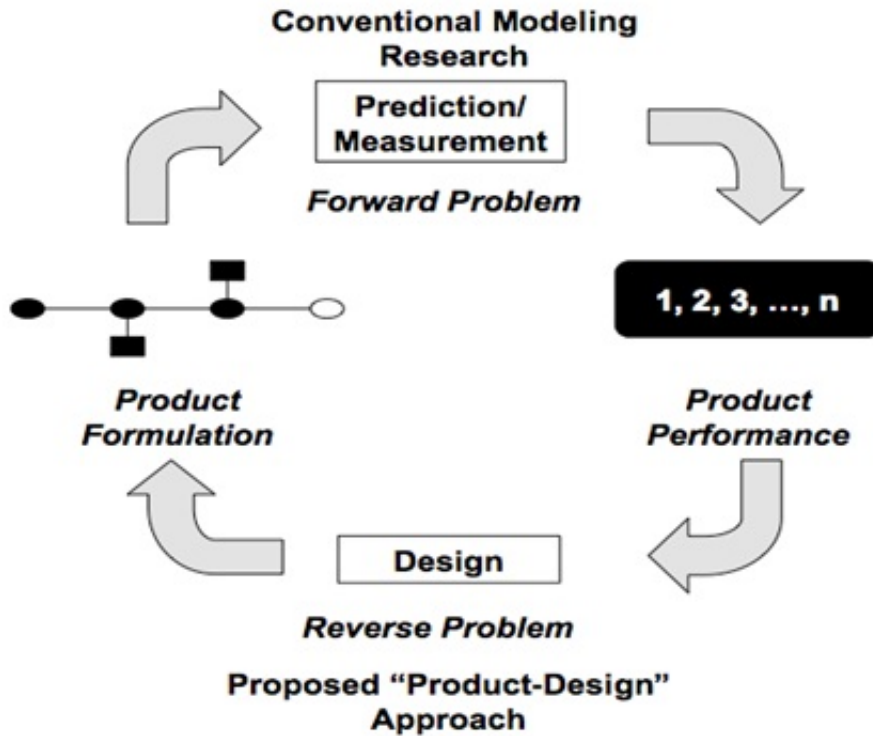 Conventional Modeling
Research
Prediction/
Measurement
Forward Problem
1, 2, 3, ..., n
Product
Formulation
Product
Performance
Design
Reverse Problem
Proposed “Product-Design”
Approach